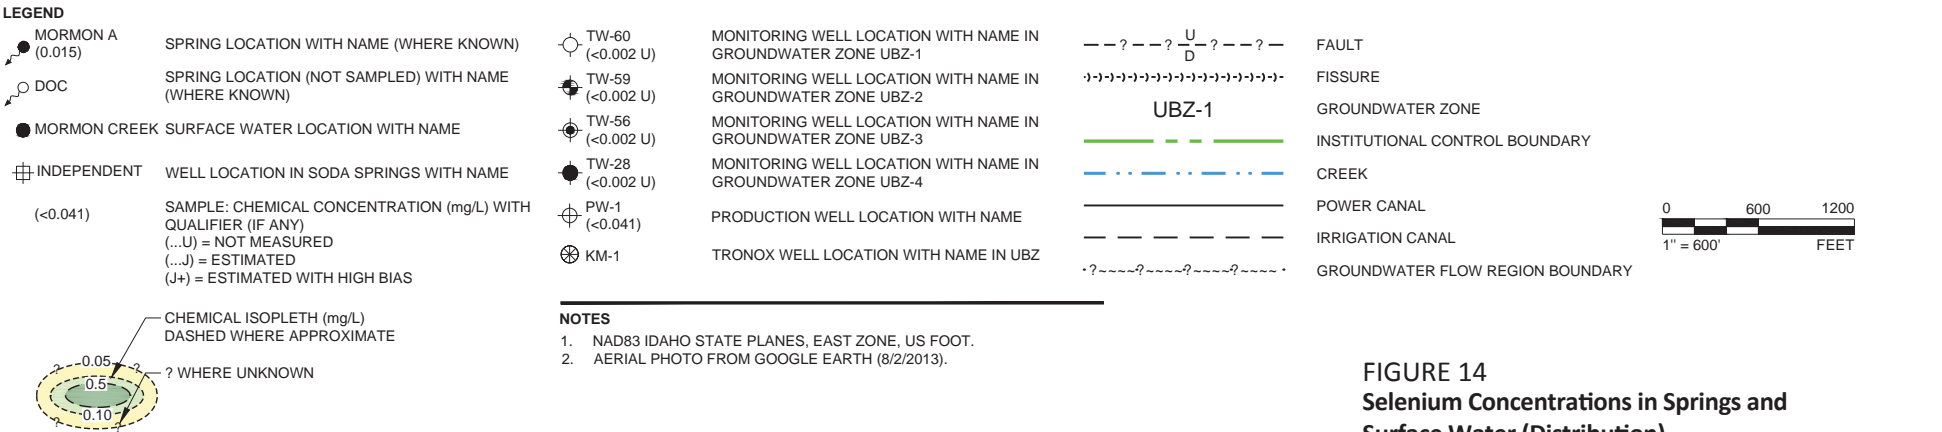 LEGEND
MORMON A
(0.015)
SPRING LOCATION WITH NAME (WHERE KNOWN)
DOC
SPRING LOCATION (NOT SAMPLED) WITH NAME
(WHERE KNOWN)
MORMON CREEK
SURFACE WATER LOCATION WITH NAME
INDEPENDENT
WELL LOCATION IN SODA SPRINGS WITH NAME
(<0.041)
SAMPLE: CHEMICAL CONCENTRATION (mg/L) WITH
QUALIFIER (IF ANY)
(...U) = NOT MEASURED
(...J) = ESTIMATED
(J+) = ESTIMATED WITH HIGH BIAS
CHEMICAL ISOPLETH (mg/L)
DASHED WHERE APPROXIMATE
? WHERE UNKNOWN
?
0.05
?
0.5
0.10
?
?
TW-60
(<0.002 U)
MONITORING WELL LOCATION WITH NAME IN
GROUNDWATER ZONE UBZ-1
TW-59
(<0.002 U)
MONITORING WELL LOCATION WITH NAME IN
GROUNDWATER ZONE UBZ-2
TW-56
(<0.002 U)
MONITORING WELL LOCATION WITH NAME IN
GROUNDWATER ZONE UBZ-3
TW-28
(<0.002 U)
MONITORING WELL LOCATION WITH NAME IN
GROUNDWATER ZONE UBZ-4
PW-1
(<0.041)
PRODUCTION WELL LOCATION WITH NAME
KM-1
TRONOX WELL LOCATION WITH NAME IN UBZ
NOTES
1. NAD83 IDAHO STATE PLANES, EAST ZONE, US FOOT.
2. AERIAL PHOTO FROM GOOGLE EARTH (8/2/2013).
U
? ? ? ?
D
FAULT
FISSURE
UBZ-1
GROUNDWATER ZONE
INSTITUTIONAL CONTROL BOUNDARY
CREEK
POWER CANAL
IRRIGATION CANAL
?~~~~?~~~~?~~~~?~~~~
GROUNDWATER FLOW REGION BOUNDARY
0 600 1200
1" = 600' FEET
FIGURE 14
Selenium Concentrations in Springs and
Surface Water (Distribution)